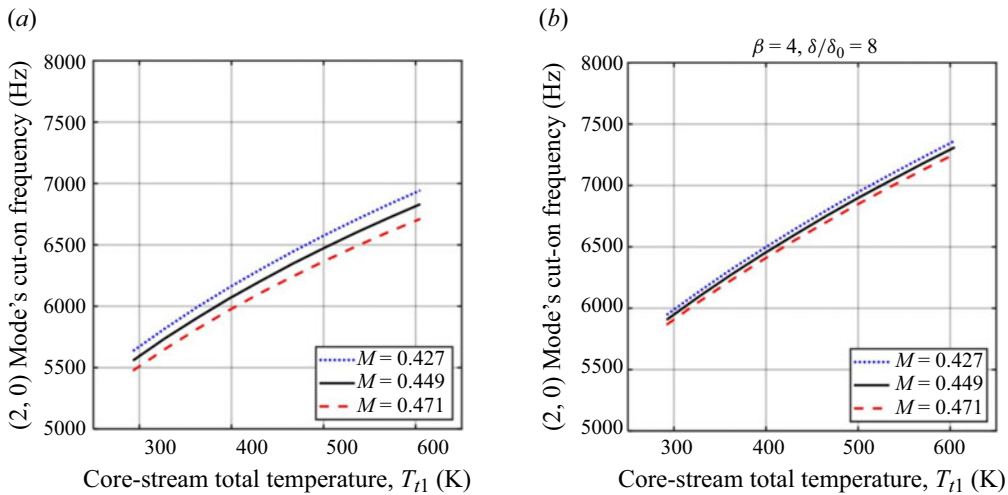 (a)
(2, 0) Mode's cut-on frequency (Hz)
8000
7500
7000
6500
6000
5500
5000
M = 0.427
M = 0.449
M = 0.471
300
400
500
600
Core-stream total temperature, Tt1 (K)
(b)
β = 4, δ/δ0 = 8
(2, 0) Mode's cut-on frequency (Hz)
8000
7500
7000
6500
6000
5500
5000
M = 0.427
M = 0.449
M = 0.471
300
400
500
600
Core-stream total temperature, Tt1 (K)